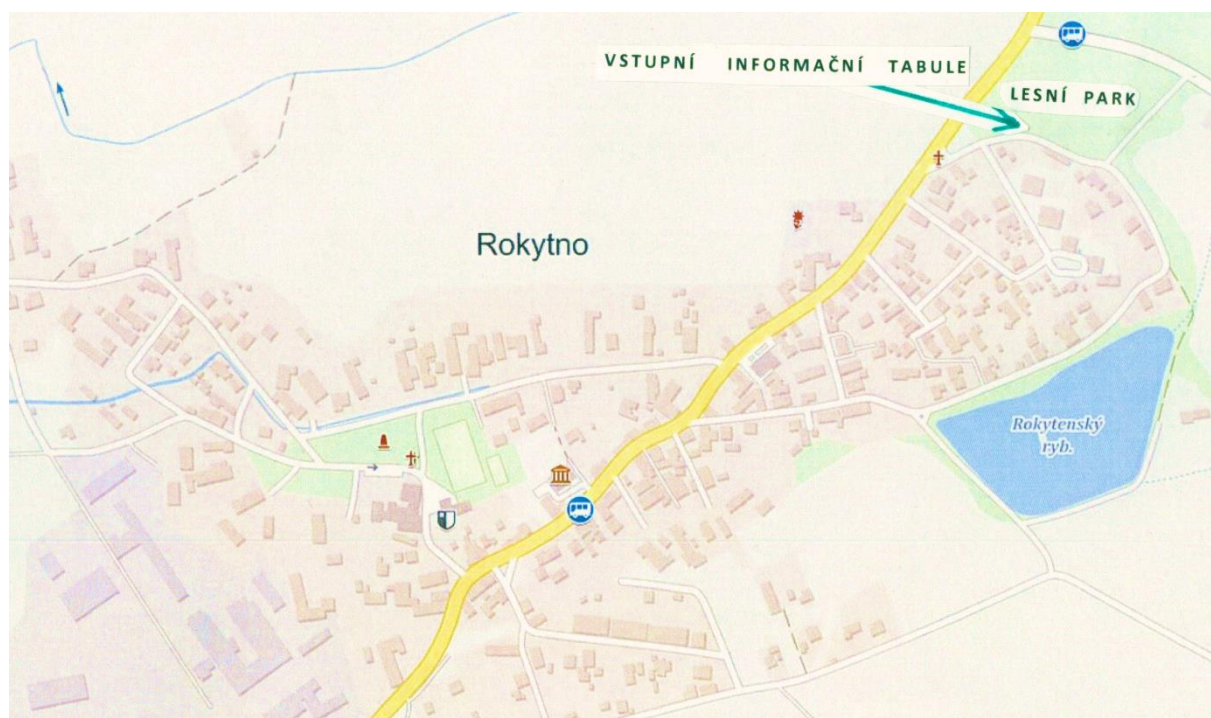 VSTUPNÍ INFORMAČNÍ TABULE
LESNÍ PARK
Rokytno
Rokytenský
ryb.